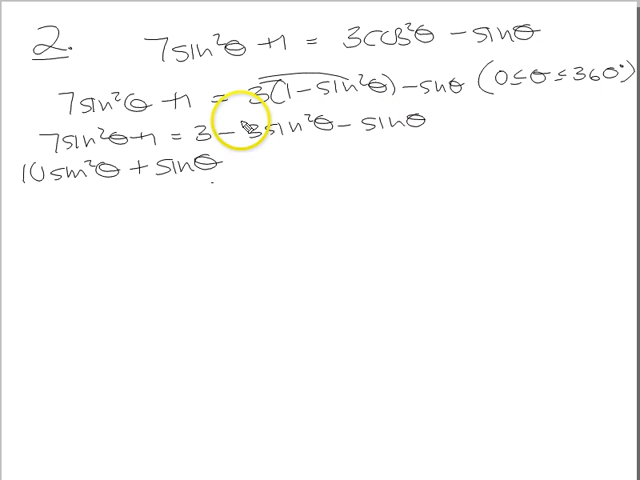 2. 7sin²θ + 1 = 3cos²θ - sinθ
7sin²θ + 1 = 3(1 - sin²θ) - sinθ (0 ≤ θ ≤ 360°)
7sin²θ + 1 = 3 - 3sin²θ - sinθ
10sin²θ + sinθ